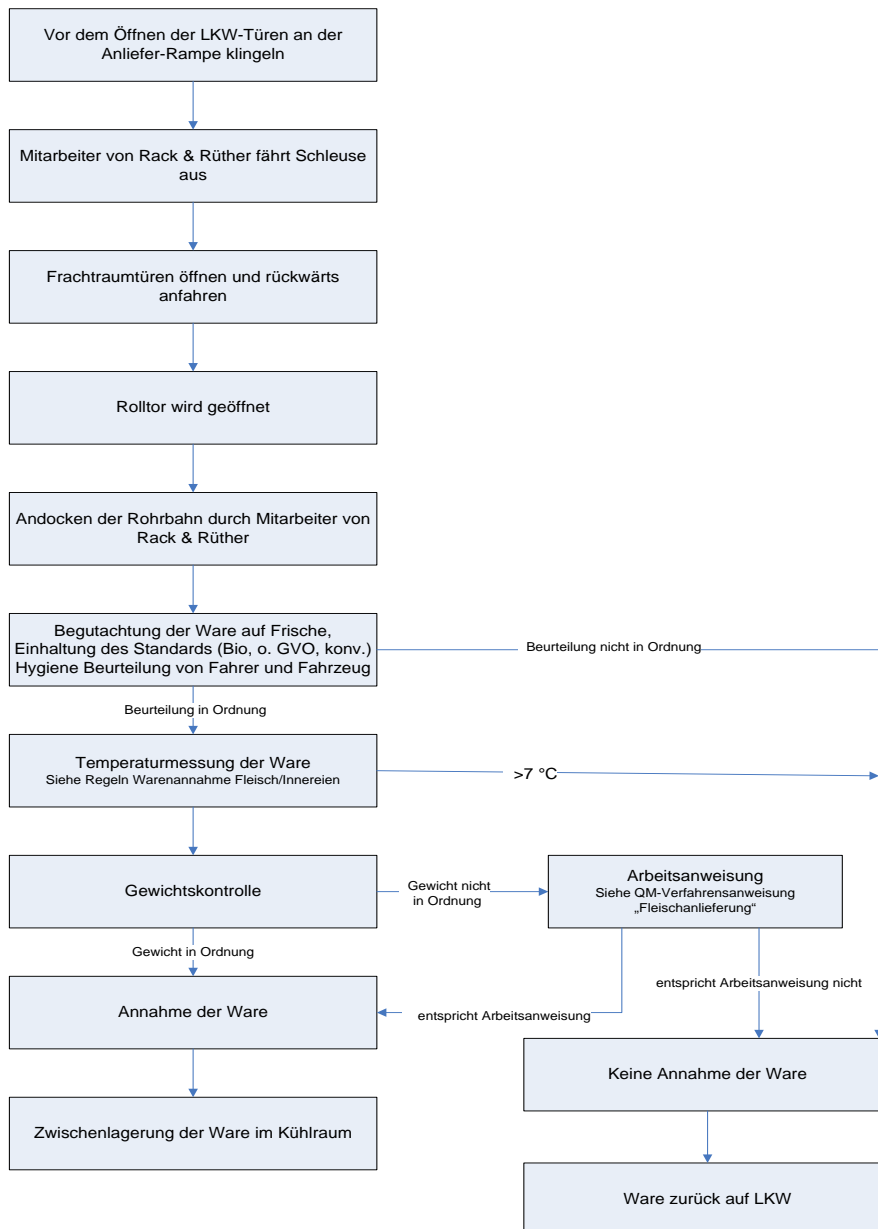 Vor dem Öffnen der LKW-Türen an der
Anliefer-Rampe klingeln
Mitarbeiter von Rack & Rüther fährt Schleuse
aus
Frachtraumtüren öffnen und rückwärts
anfahren
Rolltor wird geöffnet
Andocken der Rohrbahn durch Mitarbeiter von
Rack & Rüther
Begutachtung der Ware auf Frische,
Einhaltung des Standards (Bio, o. GVO, konv.)
Hygiene Beurteilung von Fahrer und Fahrzeug
Beurteilung nicht in Ordnung
Beurteilung in Ordnung
Temperaturmessung der Ware
Siehe Regeln Warenannahme Fleisch/Innereien
>7 °C
Gewichtskontrolle
Gewicht nicht
in Ordnung
Arbeitsanweisung
Siehe QM-Verfahrensanweisung
„Fleischanlieferung“
Gewicht in Ordnung
entspricht Arbeitsanweisung nicht
Annahme der Ware
entspricht Arbeitsanweisung
Keine Annahme der Ware
Zwischenlagerung der Ware im Kühlraum
Ware zurück auf LKW